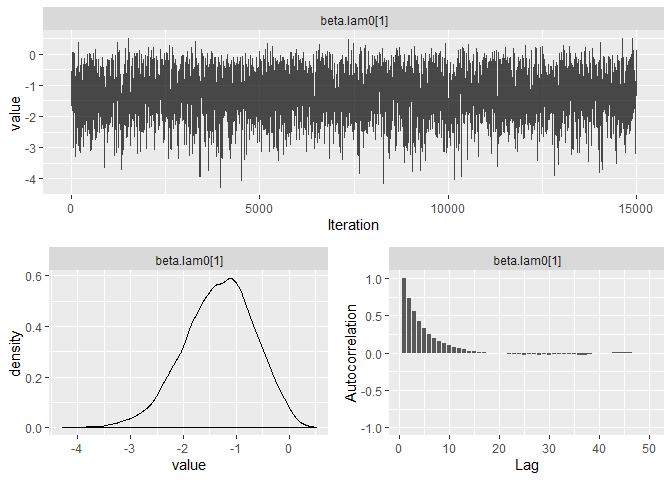 beta.lam0[1]
value
0
-1
-2
-3
-4
0 5000 10000 15000
Iteration
beta.lam0[1]
density
0.6
0.4
0.2
0.0
-4 -3 -2 -1 0
value
beta.lam0[1]
Autocorrelation
1.0
0.5
0.0
-0.5
-1.0
0 10 20 30 40 50
Lag